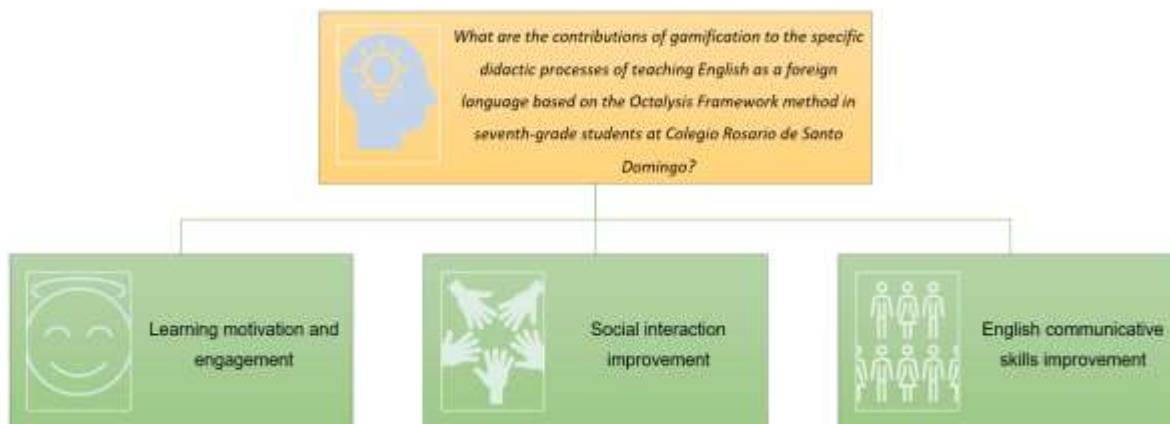 What are the contributions of gamification to the specific
didactic processes of teaching English as a foreign
language based on the Octalysis Framework method in
seventh-grade students at Colegio Rosario de Santo
Domingo?
Learning motivation and
engagement
Social interaction
improvement
English communicative
skills improvement